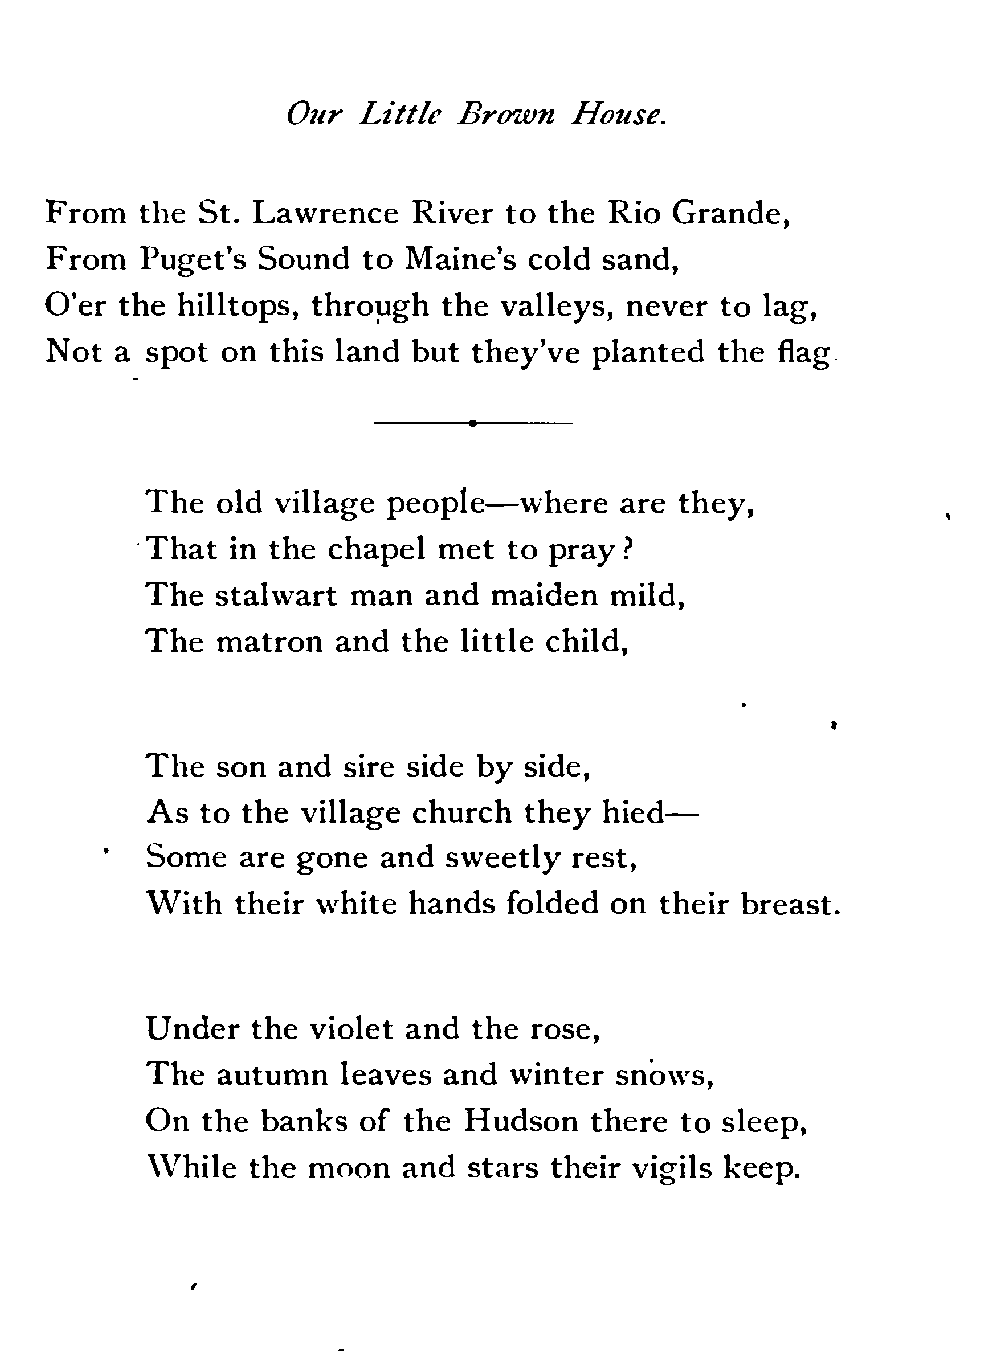 Our Little Brown House.
From the St. Lawrence River to the Rio Grande,
From Puget's Sound to Maine's cold sand,
O'er the hilltops, through the valleys, never to lag,
Not a spot on this land but they've planted the flag.
The old village people—where are they,
That in the chapel met to pray?
The stalwart man and maiden mild,
The matron and the little child,
The son and sire side by side,
As to the village church they hied—
Some are gone and sweetly rest,
With their white hands folded on their breast.
Under the violet and the rose,
The autumn leaves and winter snows,
On the banks of the Hudson there to sleep,
While the moon and stars their vigils keep.